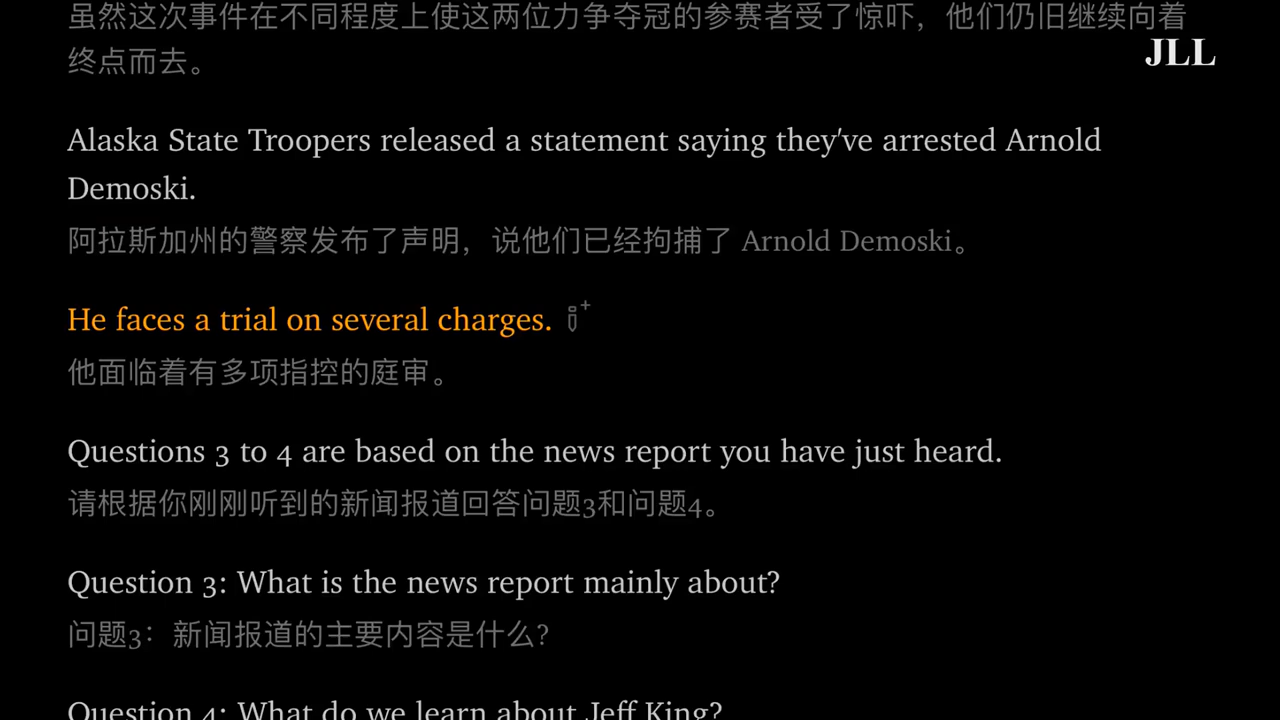 虽然这次事件在不同程度上使这两位力争夺冠的参赛者受了惊吓，他们仍旧继续向着
终点而去。
JLL
Alaska State Troopers released a statement saying they've arrested Arnold
Demoski.
阿拉斯加州的警察发布了声明，说他们已经拘捕了 Arnold Demoski。
He faces a trial on several charges.
他面临着有多项指控的庭审。
Questions 3 to 4 are based on the news report you have just heard.
请根据你刚刚听到的新闻报道回答问题3和问题4。
Question 3: What is the news report mainly about?
问题3：新闻报道的主要内容是什么?
Question 4: What do we learn about Jeff King?